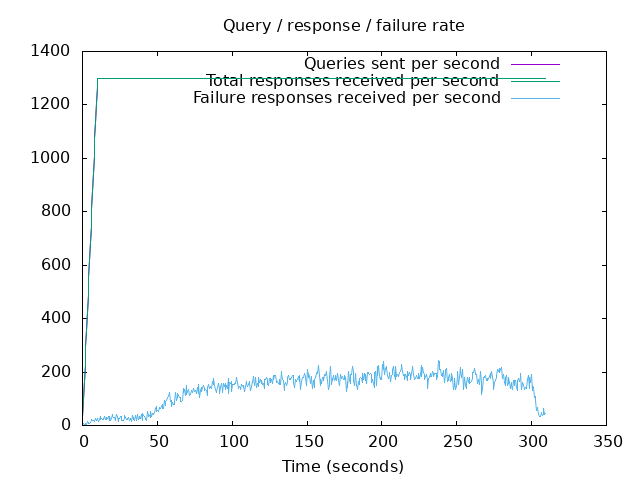 Query / response / failure rate
1400
1200
1000
800
600
400
200
0
Queries sent per second
Total responses received per second
Failure responses received per second
0 50 100 150 200 250 300 350
Time (seconds)